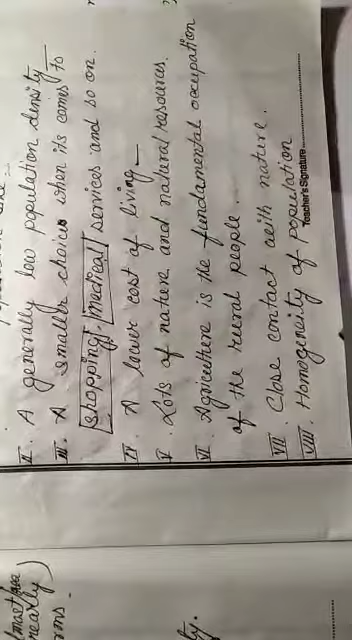 II. A generally low population density
III. A smaller choice when its comes to
shopping, medical services and so on.
IV. A lower cost of living
V. Lots of nature and natural resources.
VI. Agriculture is the fundamental occupation
of the rural people.
VII. Close contact with nature.
VIII. Homogeneity of population
Teacher's Signature
nearly)